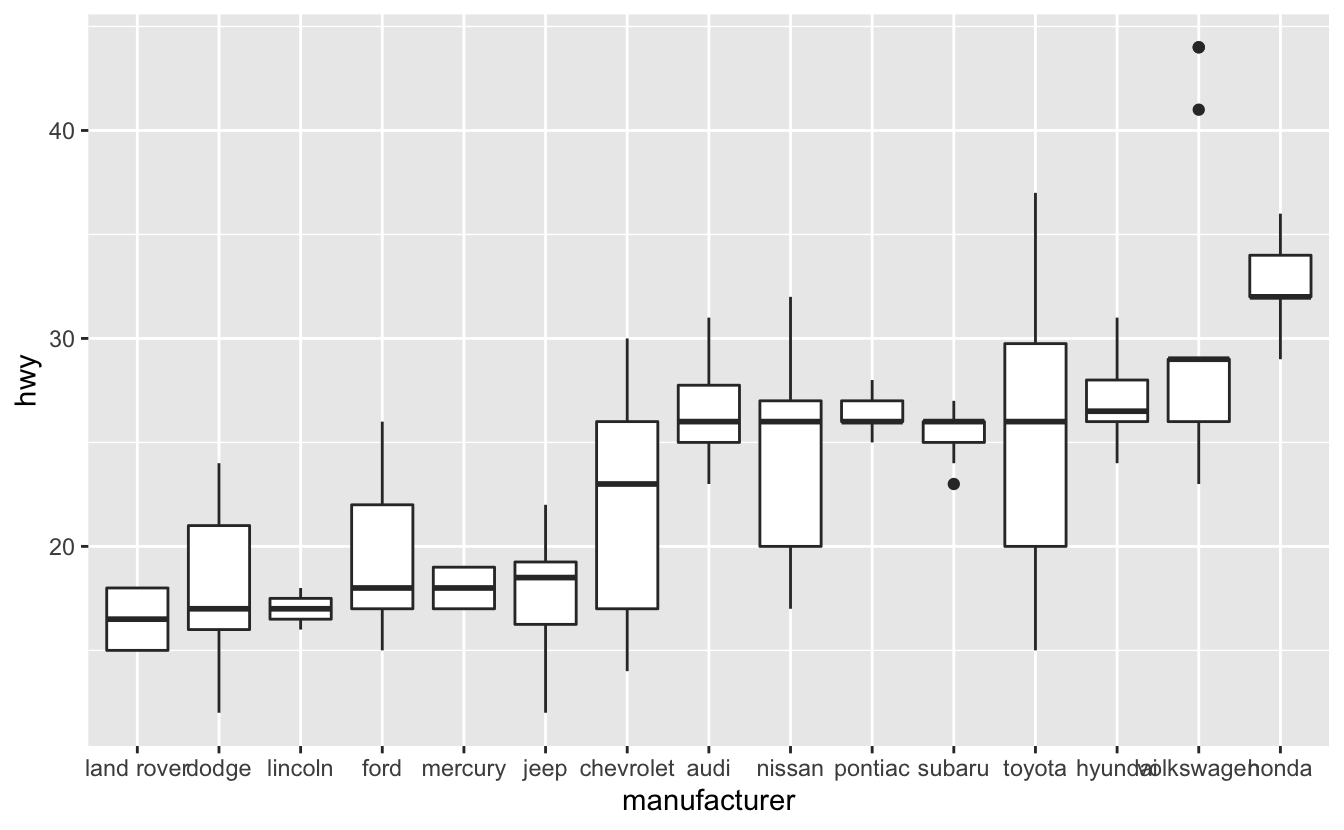 hwy
40
30
20
land rover dodge lincoln ford mercury jeep chevrolet audi nissan pontiac subaru toyota hyundai volkswagen honda
manufacturer